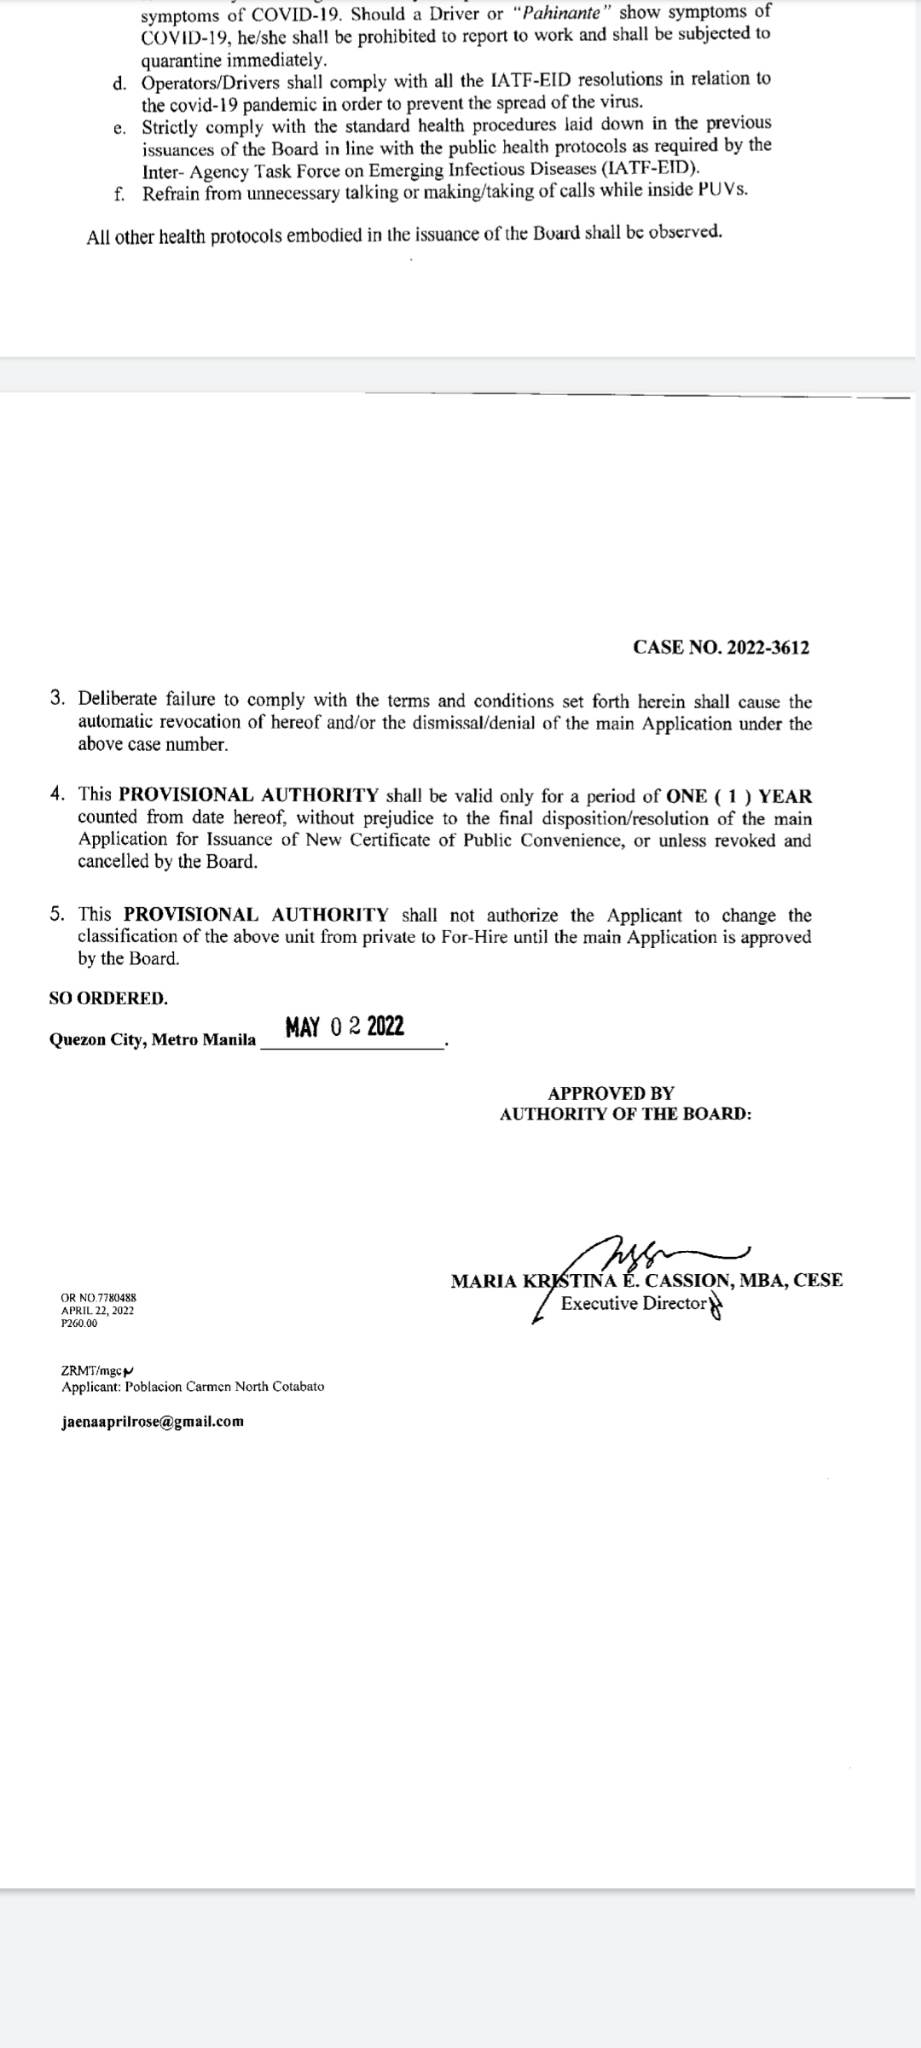 symptoms of COVID-19. Should a Driver or "Pahinante" show symptoms of
COVID-19, he/she shall be prohibited to report to work and shall be subjected to
quarantine immediately.
d. Operators/Drivers shall comply with all the IATF-EID resolutions in relation to
the covid-19 pandemic in order to prevent the spread of the virus.
e. Strictly comply with the standard health procedures laid down in the previous
issuances of the Board in line with the public health protocols as required by the
Inter- Agency Task Force on Emerging Infectious Diseases (IATF-EID).
f. Refrain from unnecessary talking or making/taking of calls while inside PUVs.
All other health protocols embodied in the issuance of the Board shall be observed.
CASE NO. 2022-3612
3. Deliberate failure to comply with the terms and conditions set forth herein shall cause the
automatic revocation of hereof and/or the dismissal/denial of the main Application under the
above case number.
4. This PROVISIONAL AUTHORITY shall be valid only for a period of ONE ( 1 ) YEAR
counted from date hereof, without prejudice to the final disposition/resolution of the main
Application for Issuance of New Certificate of Public Convenience, or unless revoked and
cancelled by the Board.
5. This PROVISIONAL AUTHORITY shall not authorize the Applicant to change the
classification of the above unit from private to For-Hire until the main Application is approved
by the Board.
SO ORDERED.
Quezon City, Metro Manila MAY 02 2022.
APPROVED BY
AUTHORITY OF THE BOARD:
MARIA KRISTINA E. CASSION, MBA, CESE
Executive Director
OR NO.7780488
APRIL 22, 2022
P260.00
ZRMT/mgc
Applicant: Poblacion Carmen North Cotabato
jaenaaprilrose@gmail.com